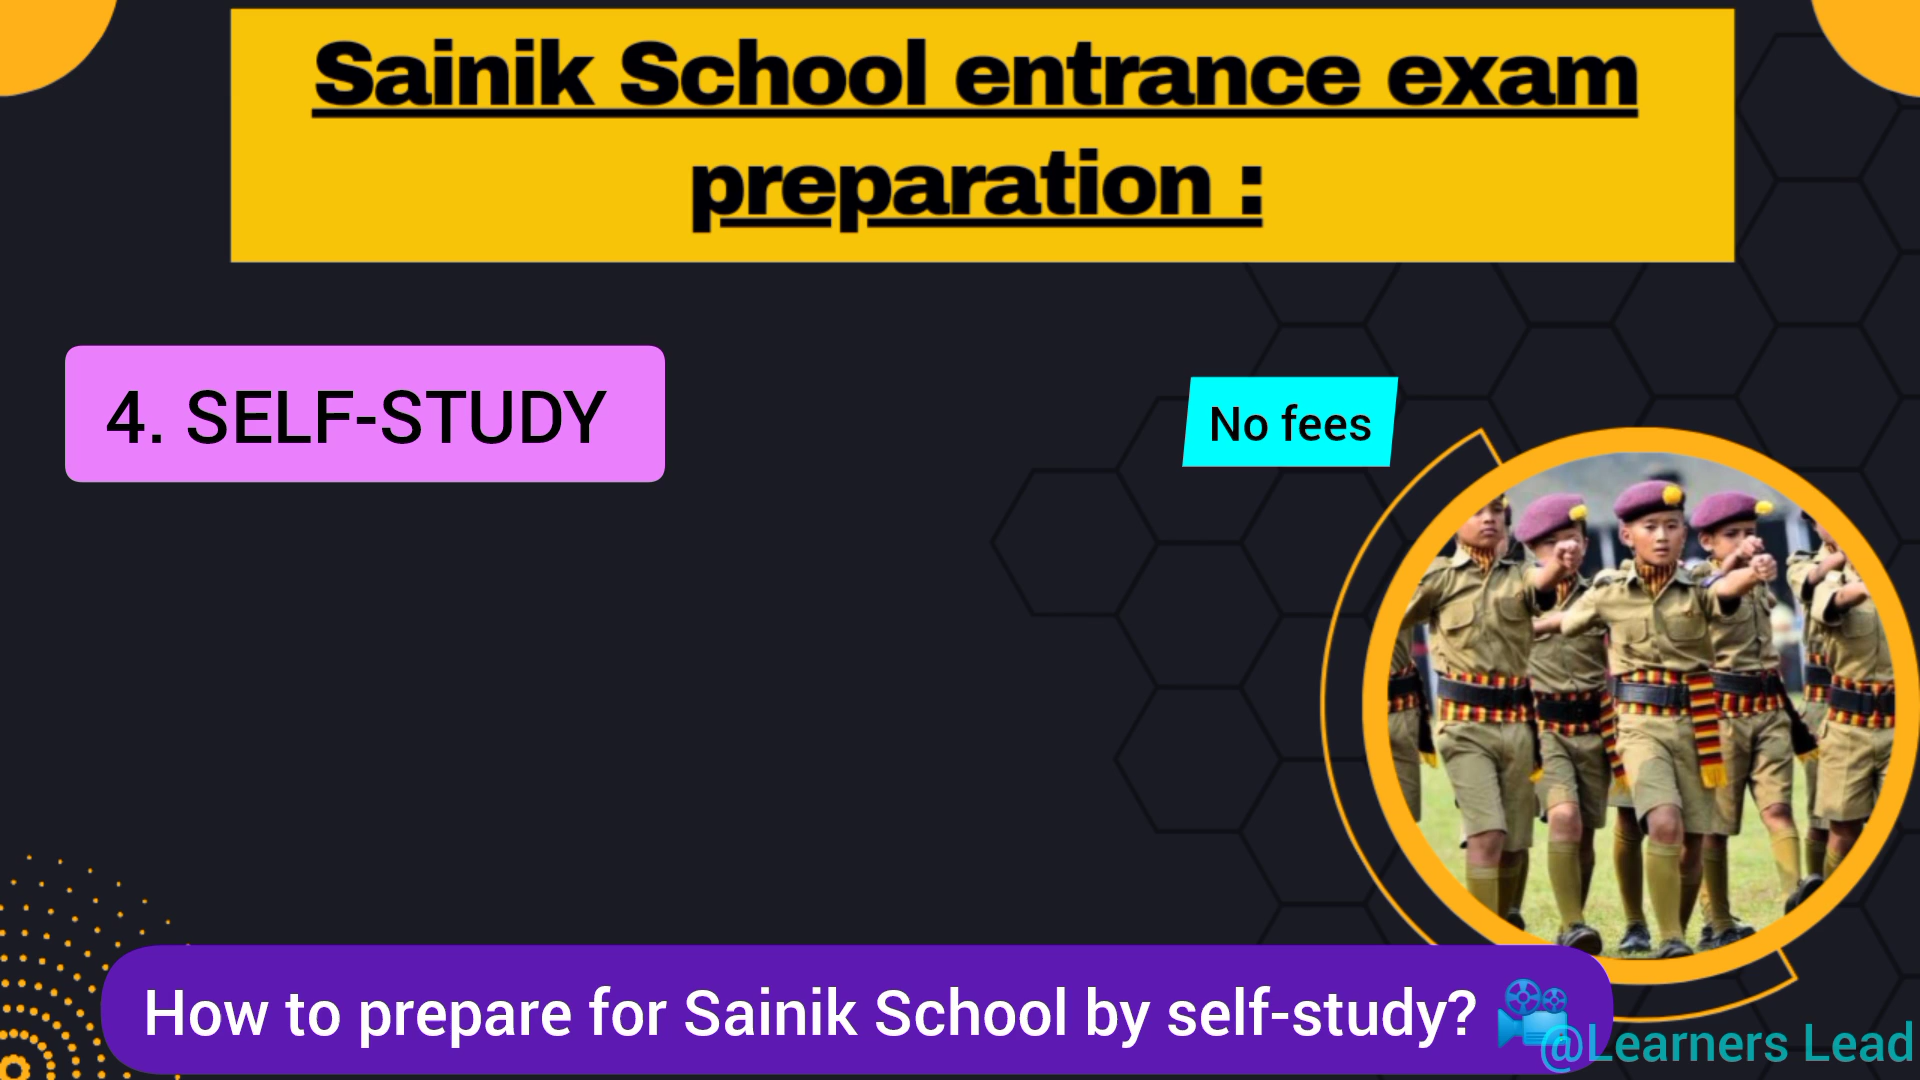 Sainik School entrance exam
preparation :
4. SELF-STUDY
No fees
How to prepare for Sainik School by self-study?
@Learners Lead